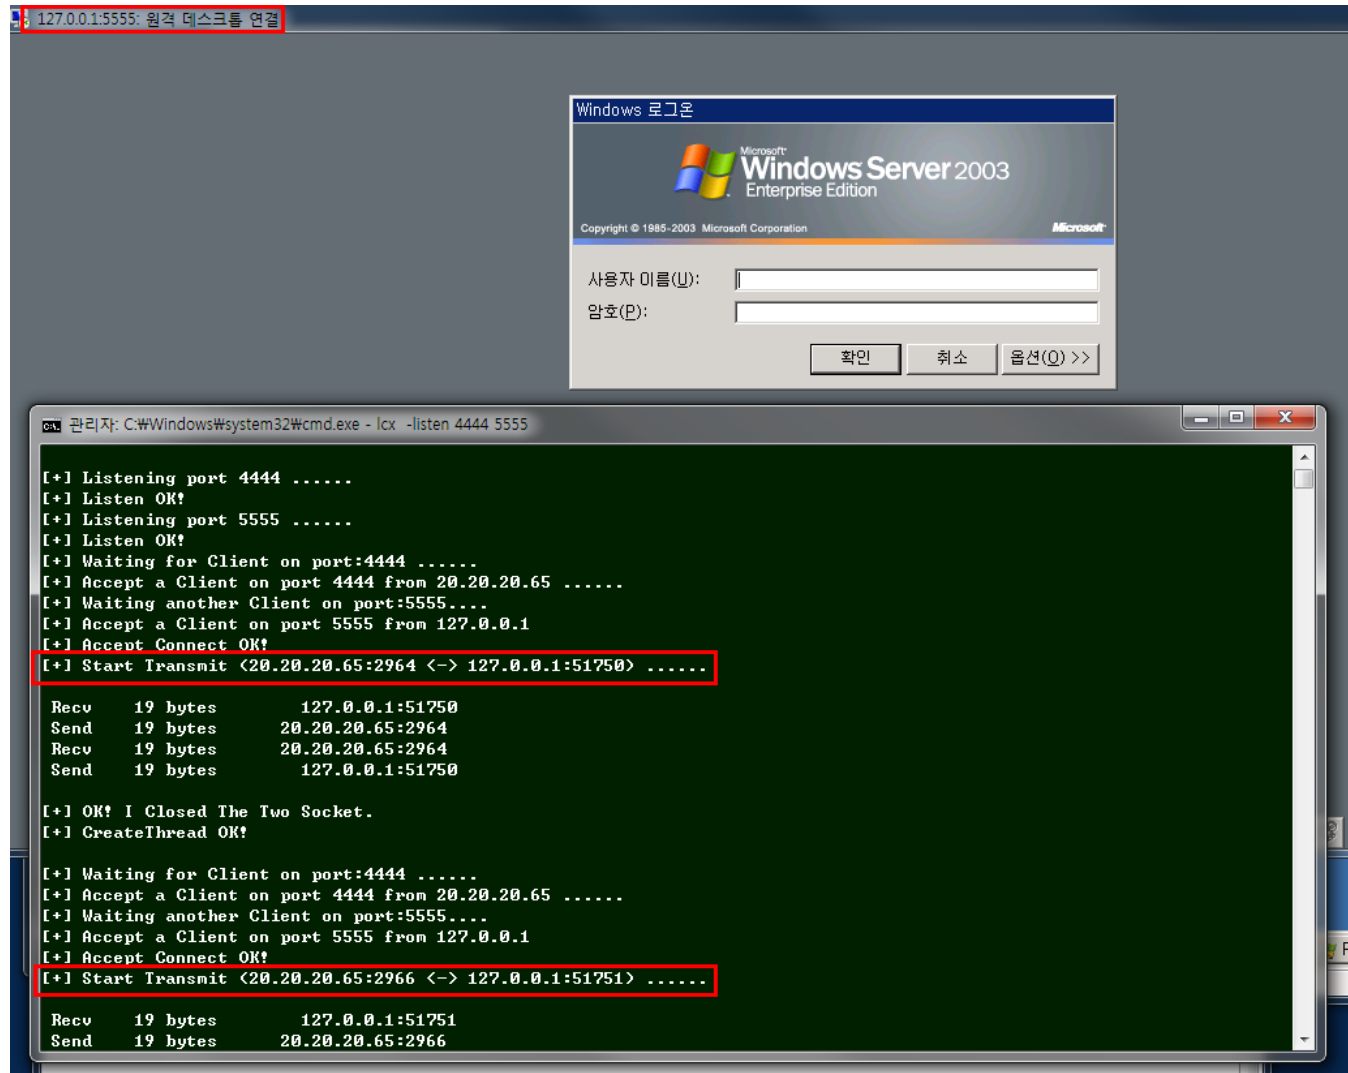 127.0.0.1:5555: 원격 데스크톱 연결
Windows 로그온
Microsoft
Windows Server 2003
Enterprise Edition
Copyright © 1985-2003 Microsoft Corporation
Microsoft
사용자 이름(U):
암호(P):
확인
취소
옵션(O) >>
관리자: C:₩Windows₩system32₩cmd.exe - lcx  -listen 4444 5555
[+] Listening port 4444 ......
[+] Listen OK!
[+] Listening port 5555 ......
[+] Listen OK!
[+] Waiting for Client on port:4444 ......
[+] Accept a Client on port 4444 from 20.20.20.65 ......
[+] Waiting another Client on port:5555....
[+] Accept a Client on port 5555 from 127.0.0.1
[+] Accept Connect OK!
[+] Start Transmit (20.20.20.65:2964 <-> 127.0.0.1:51750) ......
Recv 19 bytes 127.0.0.1:51750
Send 19 bytes 20.20.20.65:2964
Recv 19 bytes 20.20.20.65:2964
Send 19 bytes 127.0.0.1:51750
[+] OK! I Closed The Two Socket.
[+] CreateThread OK!
[+] Waiting for Client on port:4444 ......
[+] Accept a Client on port 4444 from 20.20.20.65 ......
[+] Waiting another Client on port:5555....
[+] Accept a Client on port 5555 from 127.0.0.1
[+] Accept Connect OK!
[+] Start Transmit (20.20.20.65:2966 <-> 127.0.0.1:51751) ......
Recv 19 bytes 127.0.0.1:51751
Send 19 bytes 20.20.20.65:2966